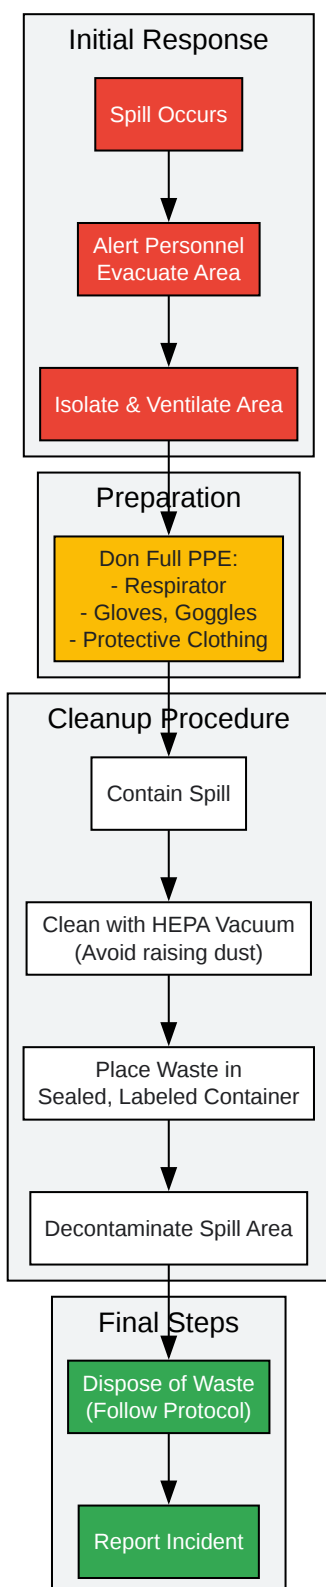 Initial Response
Spill Occurs
Alert Personnel
Evacuate Area
Isolate & Ventilate Area
Preparation
Don Full PPE:
- Respirator
- Gloves, Goggles
- Protective Clothing
Cleanup Procedure
Contain Spill
Clean with HEPA Vacuum
(Avoid raising dust)
Place Waste in
Sealed, Labeled Container
Decontaminate Spill Area
Final Steps
Dispose of Waste
(Follow Protocol)
Report Incident